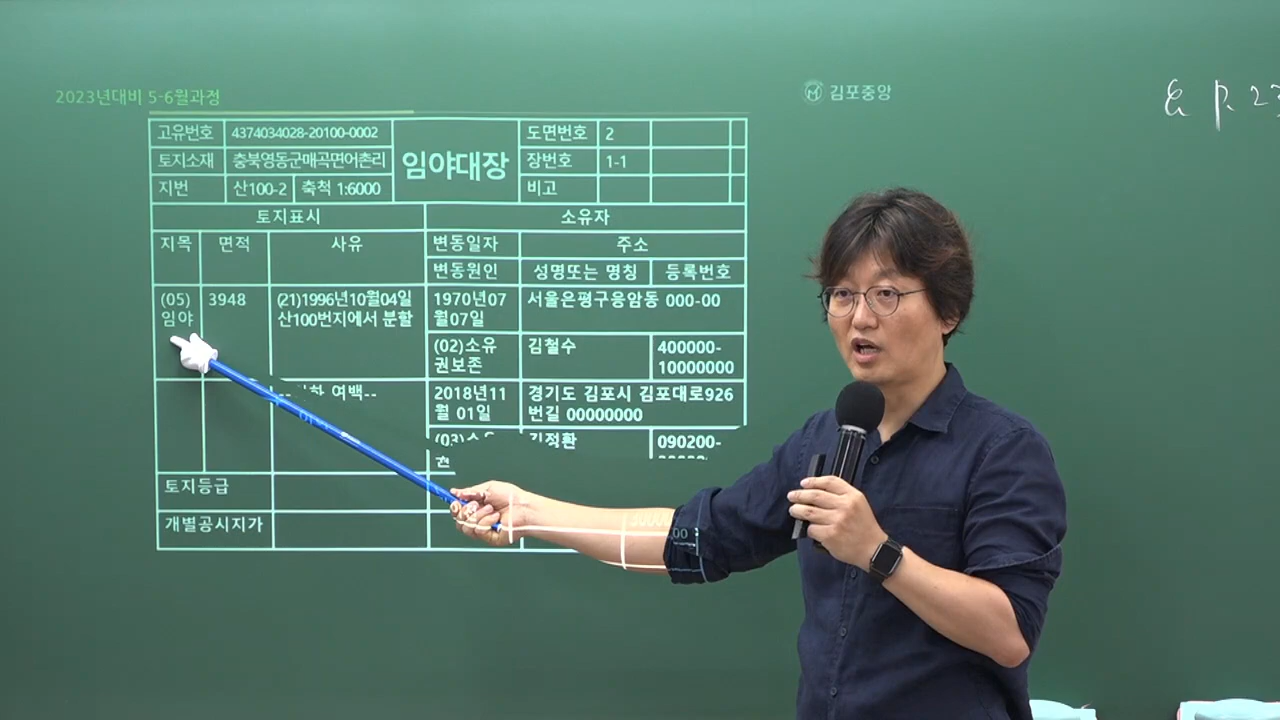 2023년대비 5-6월과정
김포중앙
고유번호 4374034028-20100-0002 임야대장 도면번호 2
토지소재 충북영동군매곡면어촌리 장번호 1-1
지번 산100-2 축척 1:6000 비고
토지표시 소유자
지목 면적 사유 변동일자 주소
변동원인 성명또는 명칭 등록번호
(05) 3948 (21)1996년10월04일 1970년07 서울은평구응암동 000-00
임야 산100번지에서 분할 월07일
(02)소유 김철수 400000-
권보존 10000000
여백-- 2018년11 경기도 김포시 김포대로926
월 01일 번길 00000000
김정환 090200-
토지등급
개별공시지가